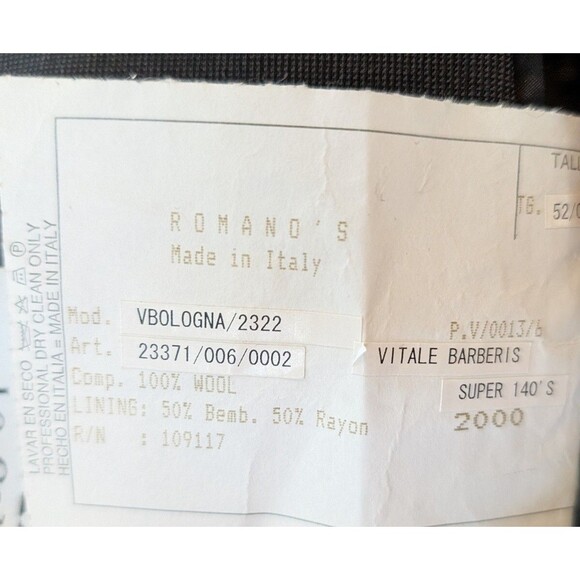 TALL
TG. 52/
ROMANO'S
Made in Italy
Mod. VBOLOGNA/2322
P.V/0013/6
Art. 23371/006/0002
VITALE BARBERIS
Comp. 100% WOOL
SUPER 140'S
LINING: 50% Bemb. 50% Rayon
2000
R/N : 109117
LAVAR EN SECO
PROFESSIONAL DRY CLEAN ONLY
HECHO EN ITALIA = MADE IN ITALY